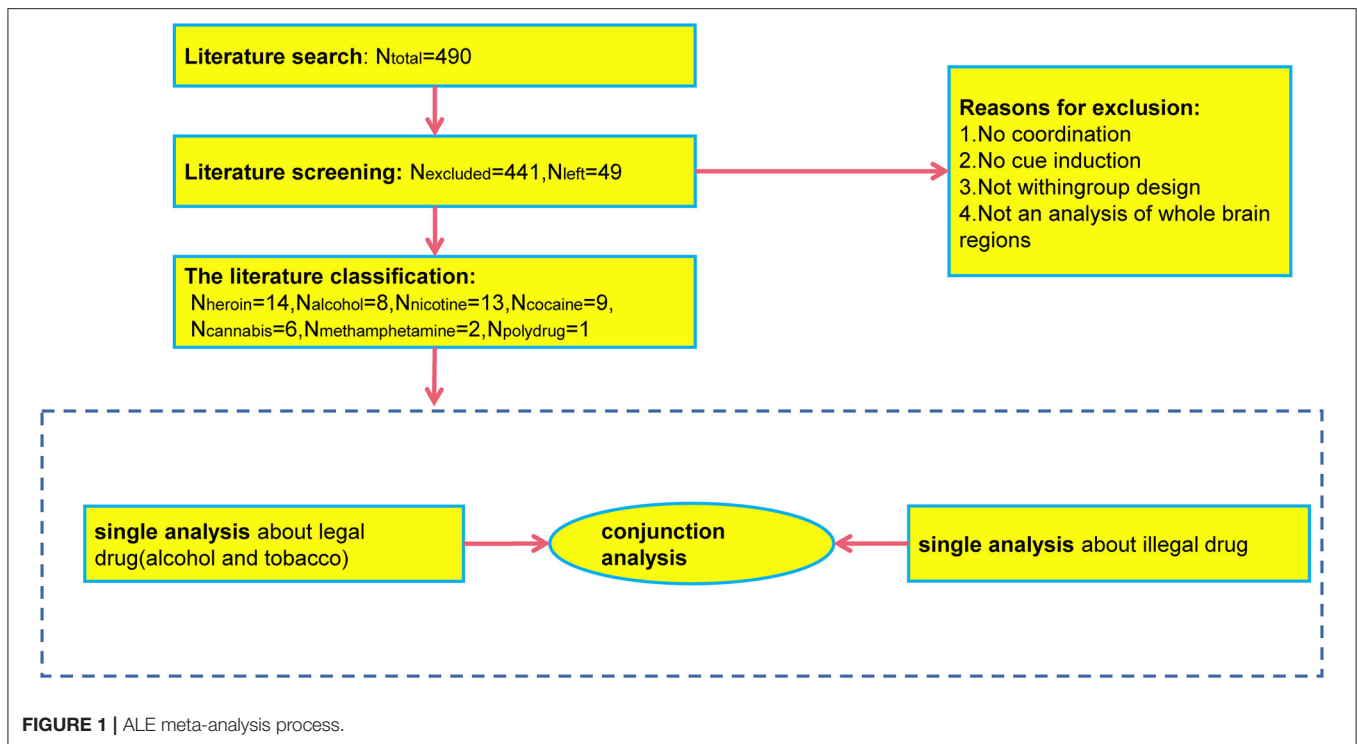 Literature search: Ntotal=490
Literature screening: Nexcluded=441,Nleft=49
Reasons for exclusion:
1.No coordination
2.No cue induction
3.Not withingroup design
4.Not an analysis of whole brain
regions
The literature classification:
Nheroin=14,Nalcohol=8,Nnicotine=13,Ncocaine=9,
Ncannabis=6,Nmethamphetamine=2,Npolydrug=1
single analysis about legal
drug(alcohol and tobacco)
conjunction
analysis
single analysis about illegal drug
FIGURE 1 | ALE meta-analysis process.